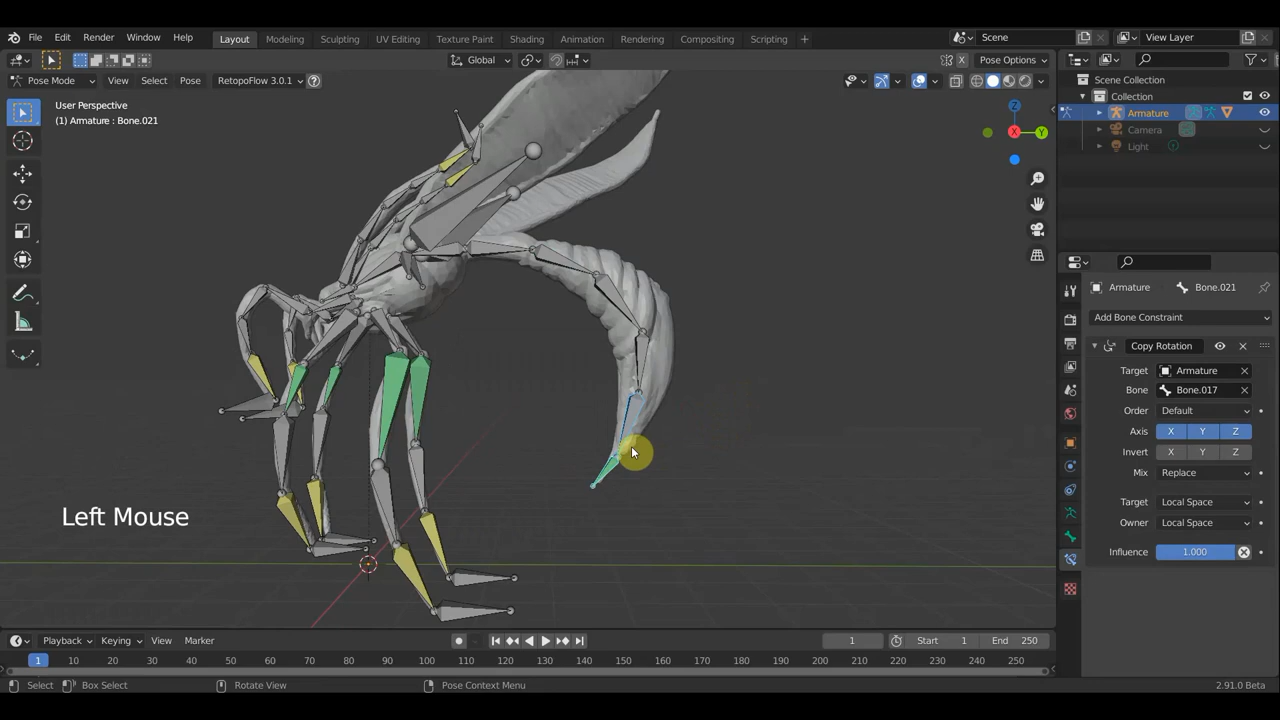 File Edit Render Window Help Layout Modeling Sculpting UV Editing Texture Paint Shading Animation Rendering Compositing Scripting + Scene View Layer
Global Pose Options
Pose Mode View Select Pose RetopoFlow 3.0.1 ?
User Perspective
(1) Armature : Bone.021
Z
X
Y
Scene Collection
Collection
Armature
Camera
Light
Armature Bone.021
Add Bone Constraint
Copy Rotation
Target Armature
Bone Bone.017
Order Default
Axis X Y Z
Invert X Y Z
Mix Replace
Target Local Space
Owner Local Space
Influence 1.000
Left Mouse
Playback Keying View Marker 1 Start 1 End 250
1 10 20 30 40 50 60 70 80 90 100 110 120 130 140 150 160 170 180 190 200 210 220 230 240 250
Select Box Select Rotate View Pose Context Menu 2.91.0 Beta